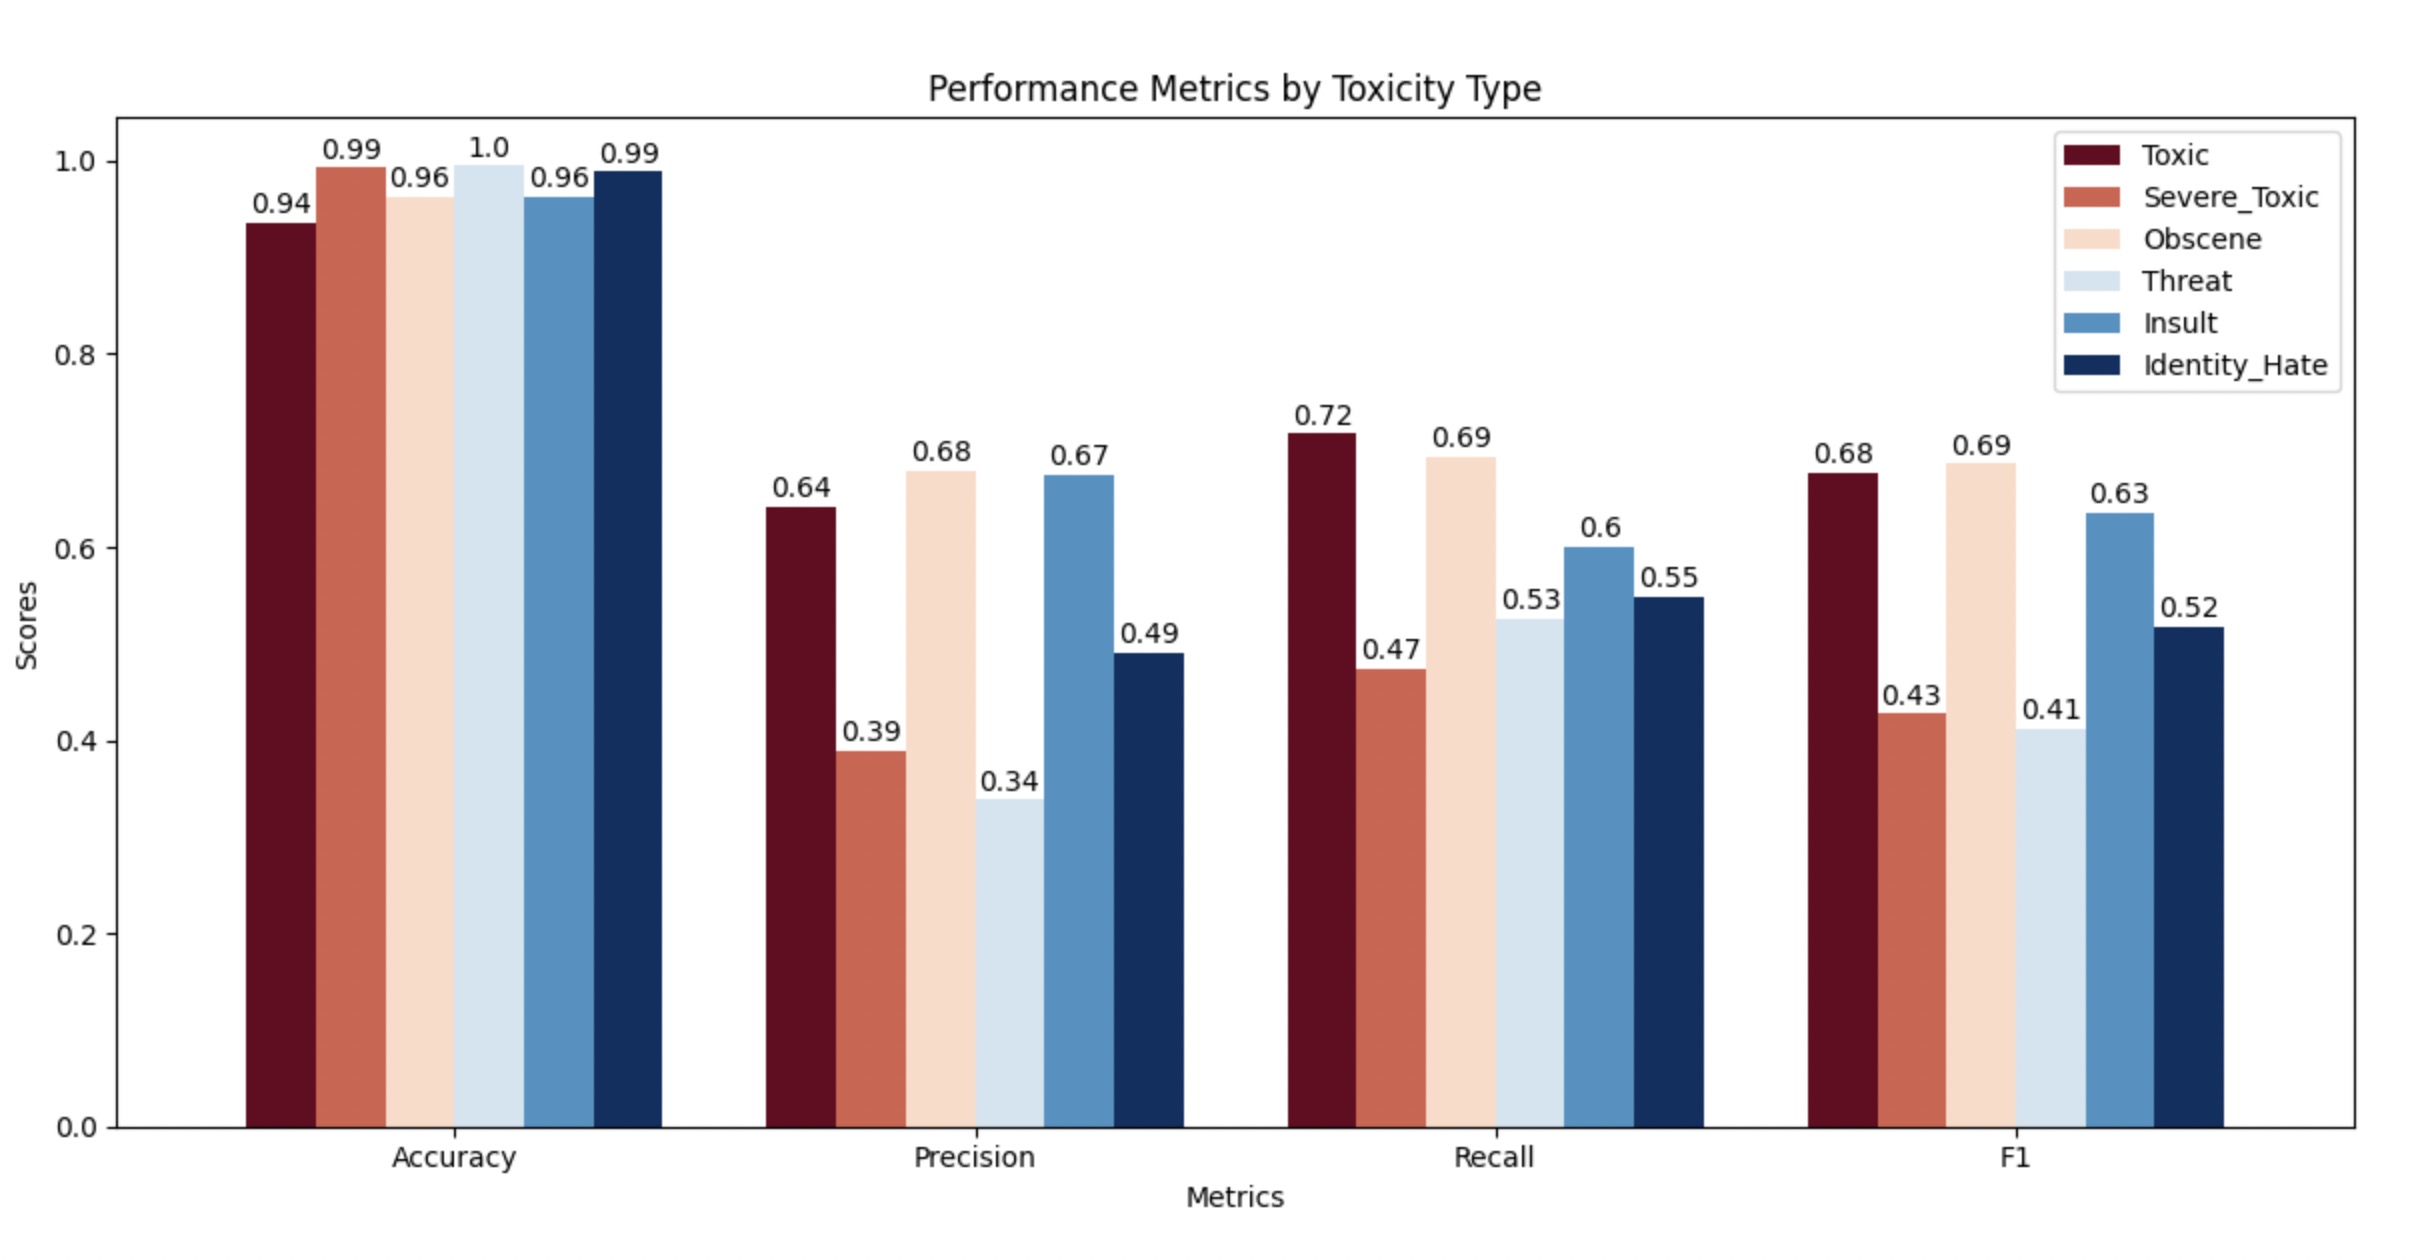 Performance Metrics by Toxicity Type
Scores
1.0
0.8
0.6
0.4
0.2
0.0
0.94
0.99
0.96
1.0
0.96
0.99
0.64
0.39
0.68
0.34
0.67
0.49
0.72
0.47
0.69
0.53
0.6
0.55
0.68
0.43
0.69
0.41
0.63
0.52
Toxic
Severe_Toxic
Obscene
Threat
Insult
Identity_Hate
Accuracy
Precision
Recall
F1
Metrics